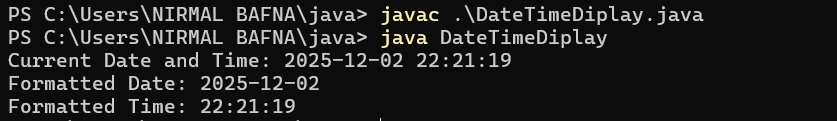 PS C:\Users\NIRMAL BAFNA\java> javac .\DateTimeDiplay.java
PS C:\Users\NIRMAL BAFNA\java> java DateTimeDiplay
Current Date and Time: 2025-12-02 22:21:19
Formatted Date: 2025-12-02
Formatted Time: 22:21:19